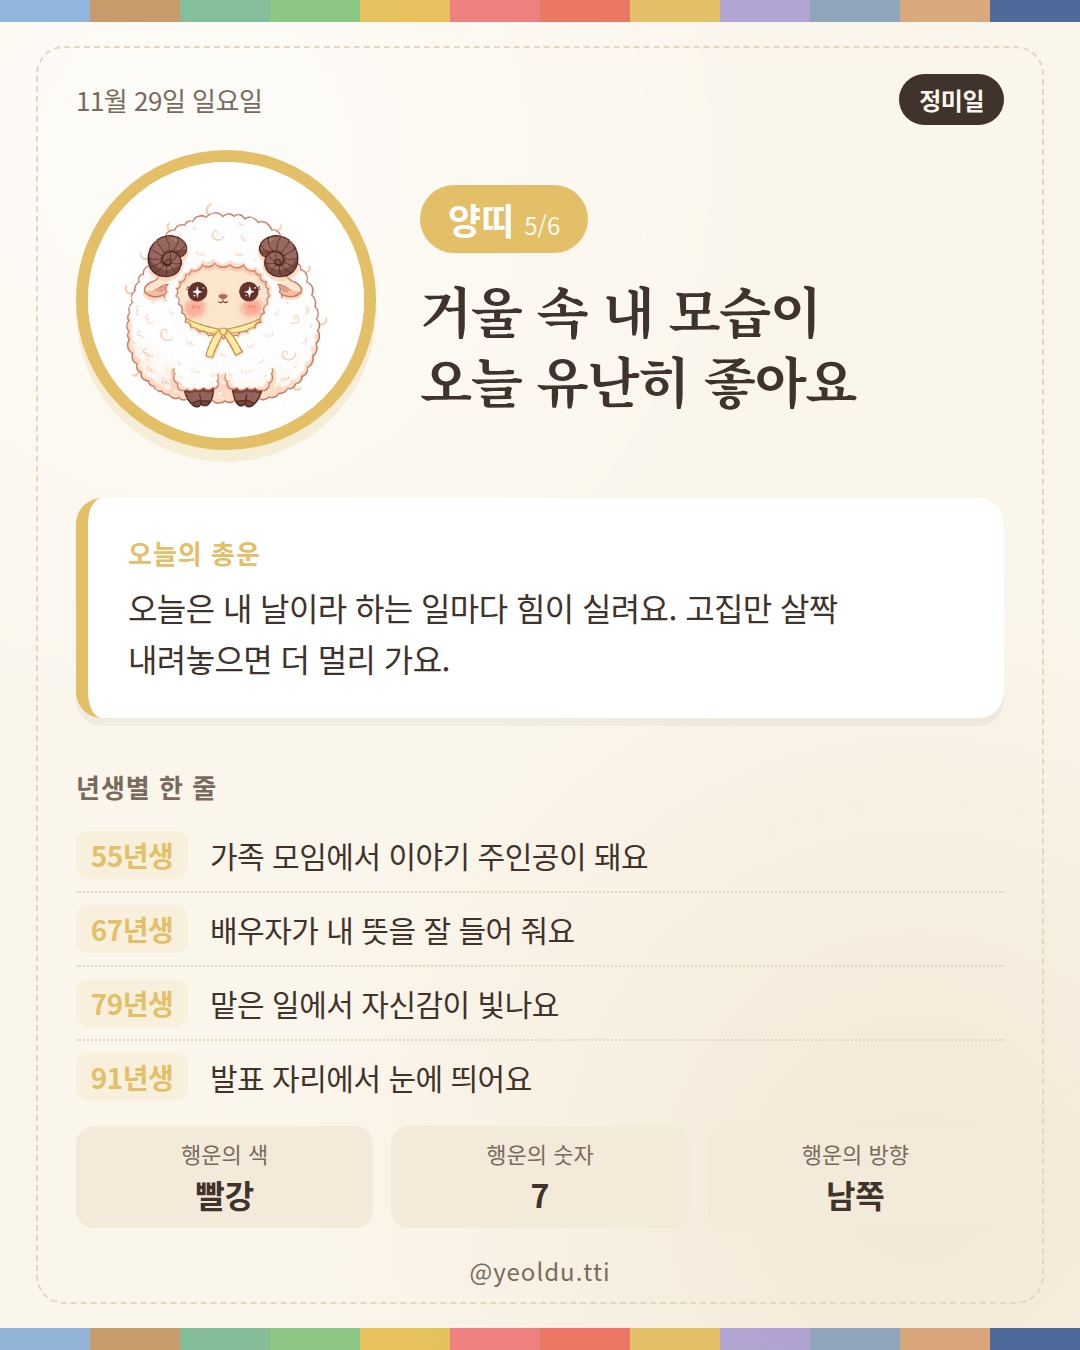 11월 29일 일요일
정미일
양띠 5/6
거울 속 내 모습이
오늘 유난히 좋아요
오늘의 총운
오늘은 내 날이라 하는 일마다 힘이 실려요. 고집만 살짝
내려놓으면 더 멀리 가요.
년생별 한 줄
55년생 가족 모임에서 이야기 주인공이 돼요
67년생 배우자가 내 뜻을 잘 들어 줘요
79년생 맡은 일에서 자신감이 빛나요
91년생 발표 자리에서 눈에 띄어요
행운의 색
빨강
행운의 숫자
7
행운의 방향
남쪽
@yeoldu.tti